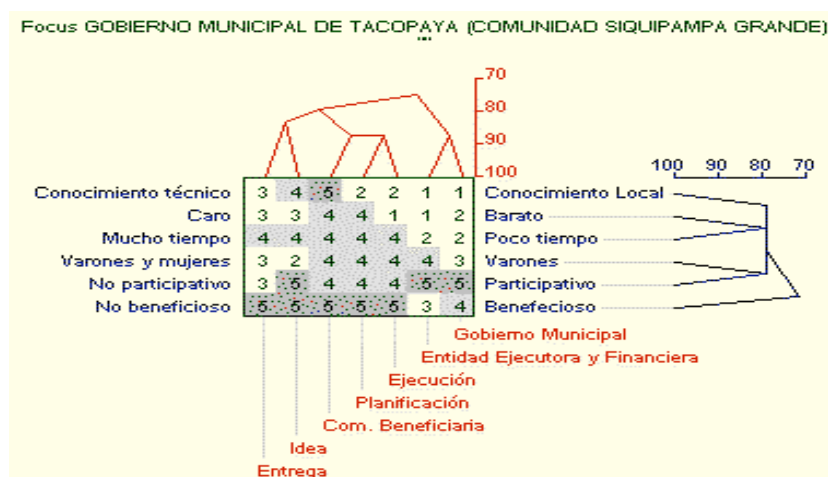 Focus GOBIERNO MUNICIPAL DE TACOPAYA (COMUNIDAD SIQUIPAMPA GRANDE)
70
80
90
100
100 90 80 70
Conocimiento técnico 3 4 5 2 2 1 1 Conocimiento Local
Caro 3 3 4 4 1 1 2 Barato
Mucho tiempo 4 4 4 4 4 2 2 Poco tiempo
Varones y mujeres 3 2 4 4 4 4 3 Varones
No participativo 3 5 4 4 4 5 5 Participativo
No beneficioso 5 5 5 5 5 3 4 Benefecioso
Gobierno Municipal
Entidad Ejecutora y Financiera
Ejecución
Planificación
Com. Beneficiaria
Idea
Entrega